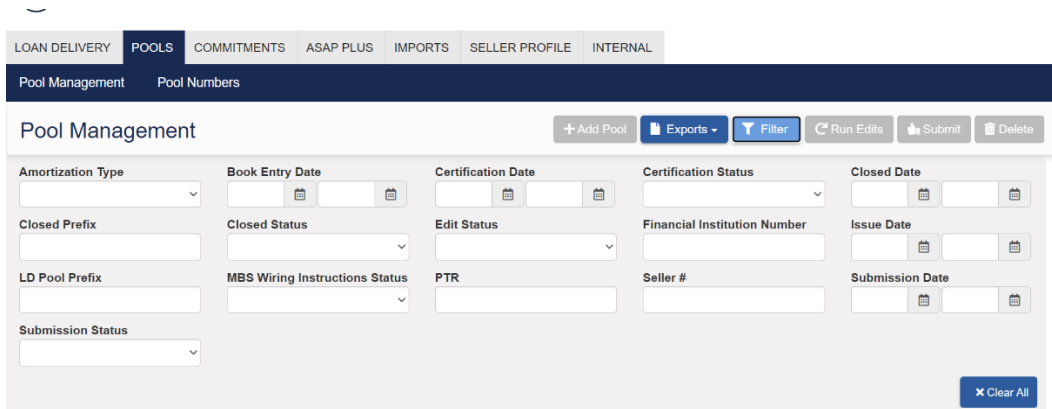 LOAN DELIVERY POOLS COMMITMENTS ASAP PLUS IMPORTS SELLER PROFILE INTERNAL
Pool Management Pool Numbers
Pool Management + Add Pool Exports Filter Run Edits Submit Delete
Amortization Type Book Entry Date Certification Date Certification Status Closed Date
Closed Prefix Closed Status Edit Status Financial Institution Number Issue Date
LD Pool Prefix MBS Wiring Instructions Status PTR Seller # Submission Date
Submission Status
Clear All